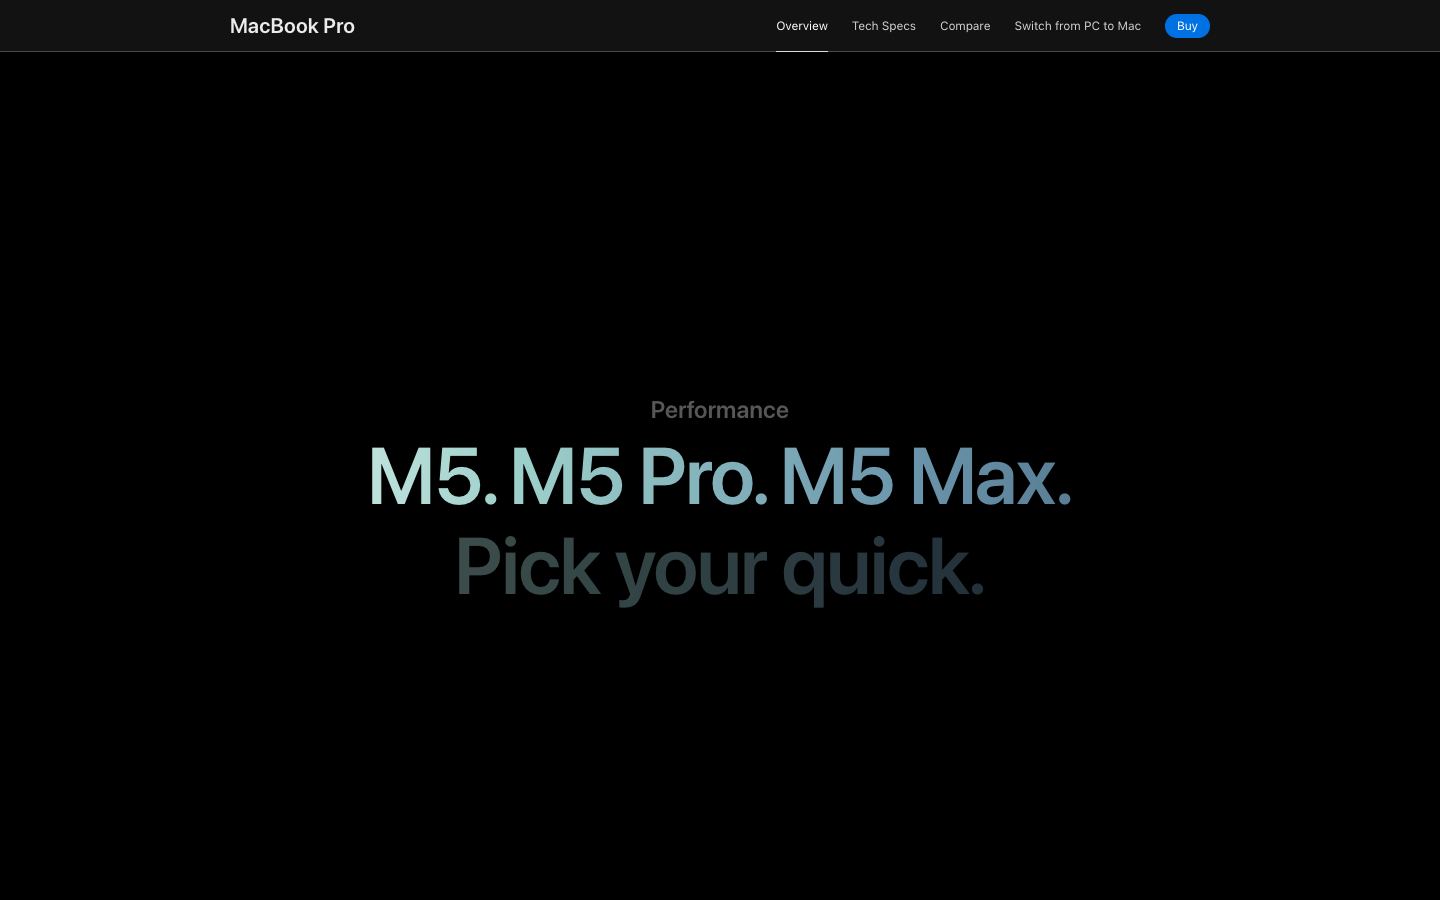 MacBook Pro
Overview
Tech Specs
Compare
Switch from PC to Mac
Buy
Performance
M5. M5 Pro. M5 Max.
Pick your quick.